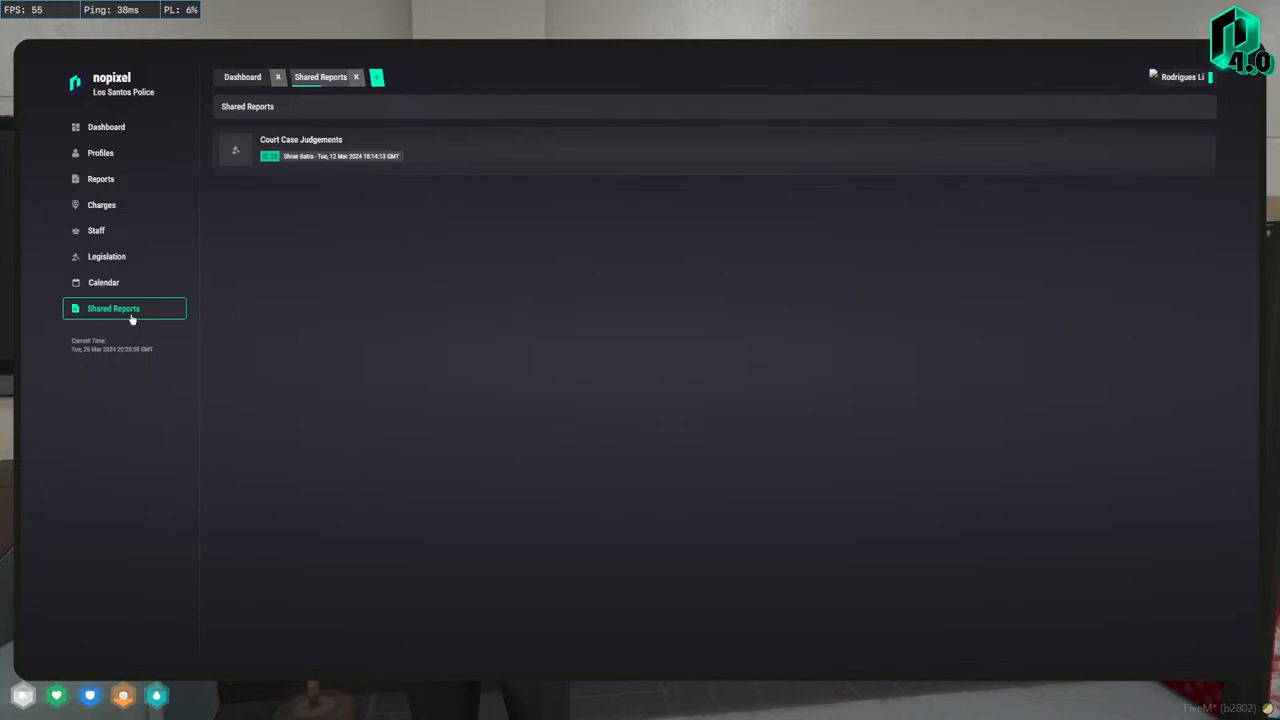 FPS: 55 Ping: 38ms PL: 6%
4.0
nopixel
Los Santos Police
Dashboard x Shared Reports x +
Rodrigues Li
Dashboard
Profiles
Reports
Charges
Staff
Legislation
Calendar
Shared Reports
Current Time:
Tue, 26 Mar 2024 20:28:58 GMT
Shared Reports
Court Case Judgements
Shrae Batra - Tue, 12 Mar 2024 18:14:13 GMT
FiveM* (b2802)